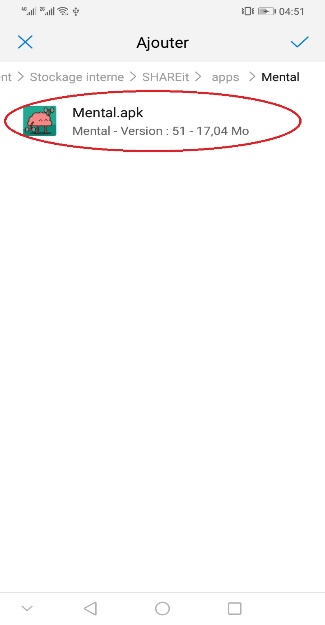 04:51
Ajouter
nt > Stockage interne > SHAREit > apps > Mental
Mental.apk
Mental - Version : 51 - 17,04 Mo